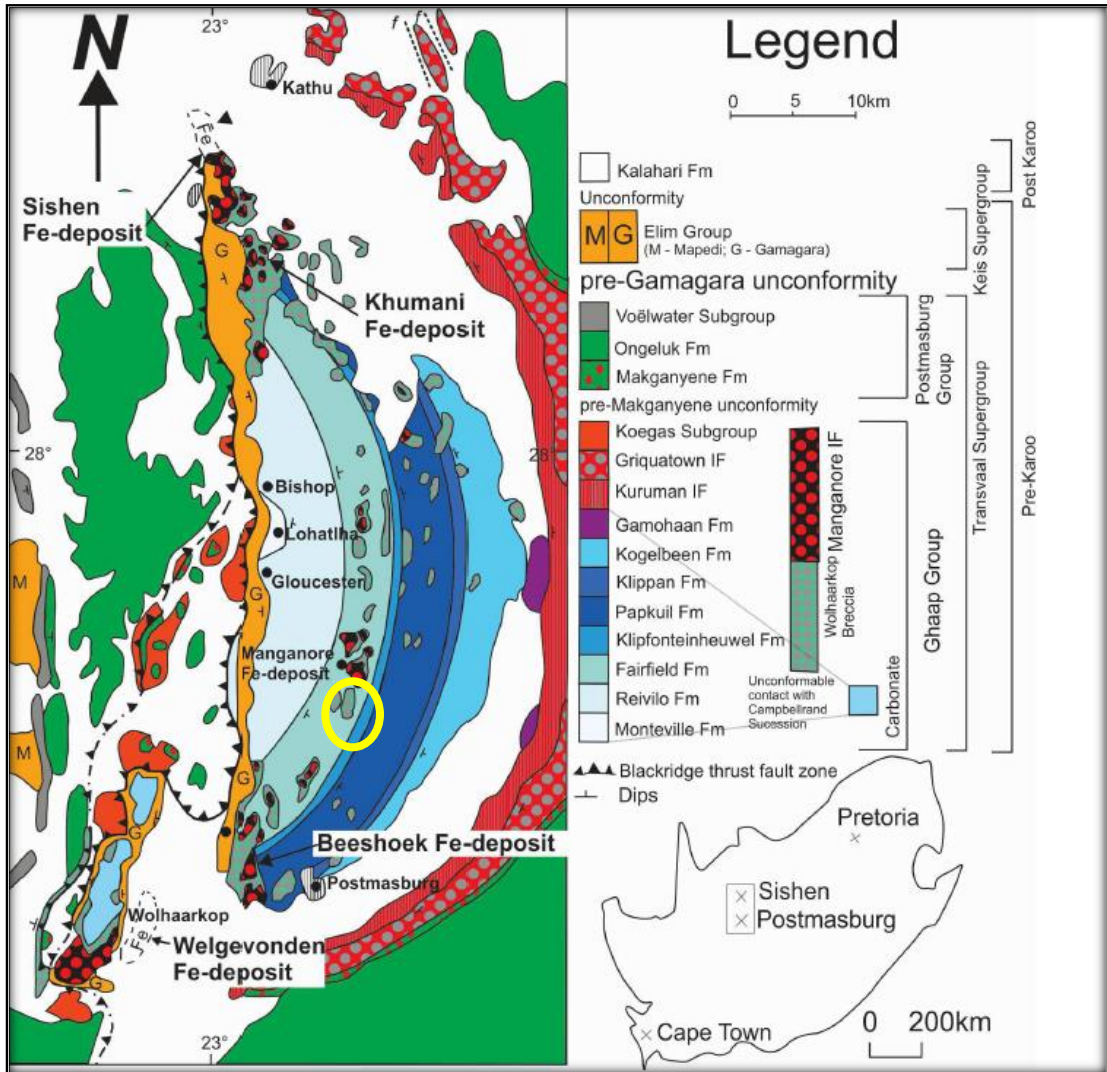 N
23°
f
f
Kathu
Fe
Sishen
Fe-deposit
G
Khumani
Fe-deposit
28°
28°
Bishop
Lohatlha
Gloucesten
G
M
Manganore
Fe-deposit
M
G
G
Beeshoek Fe-deposit
Postmasburg
Wolhaarkop
Fe
Welgevonden
Fe-deposit
G
23°
Legend
0 5 10km
Kalahari Fm
Unconformity
M G Elim Group
(M - Mapedi; G - Gamagara)
pre-Gamagara unconformity
Voëlwater Subgroup
Ongeluk Fm
Makganyene Fm
pre-Makganyene unconformity
Koegas Subgroup
Griquatown IF
Kuruman IF
Gamohaan Fm
Kogelbeen Fm
Klippan Fm
Papkuil Fm
Klipfonteinheuwel Fm
Fairfield Fm
Reivilo Fm
Monteville Fm
Manganore IF
Wolhaarkop
Breccia
Unconformable
contact with
Campbellrand
Sucession
Carbonate
Ghaap Group
Postmasburg
Group
Transvaal Supergroup
Keis Supergroup
Post Karoo
Pre-Karoo
Blackridge thrust fault zone
Dips
Pretoria
Sishen
Postmasburg
Cape Town
0 200km